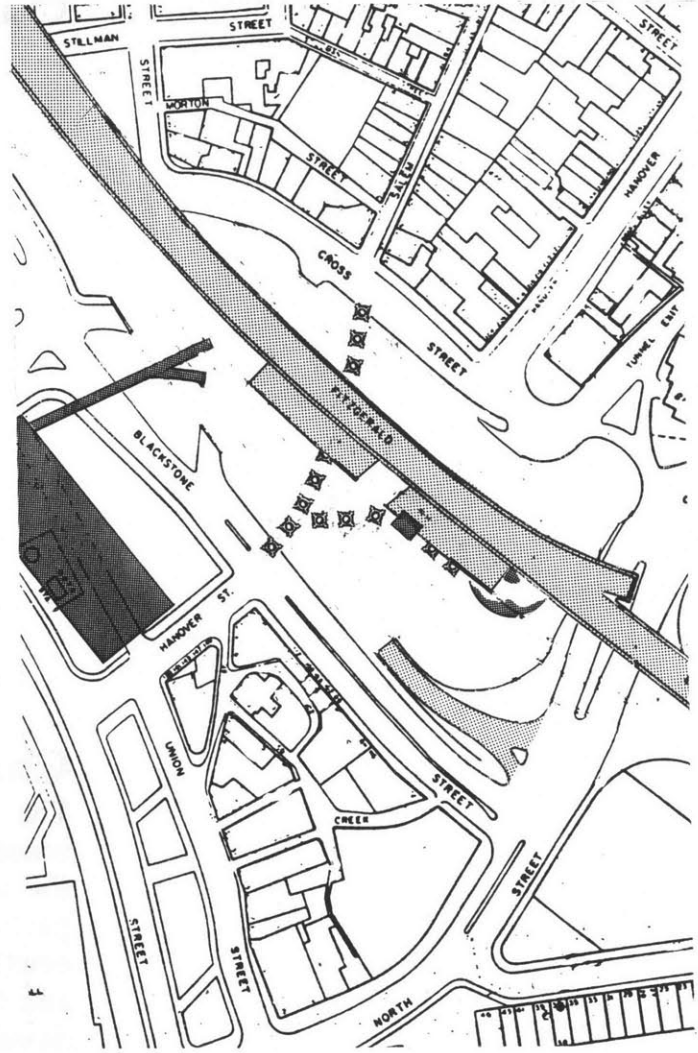 STREET
STILLMAN
STREET
STREET
MORTON
STREET
SALEM
HANOVER
CROSS
STREET
TUNNEL EXIT
FITZGERALD
BLACKSTONE
HANOVER ST.
UNION
STREET
CREEK
STREET
STREET
STREET
NORTH